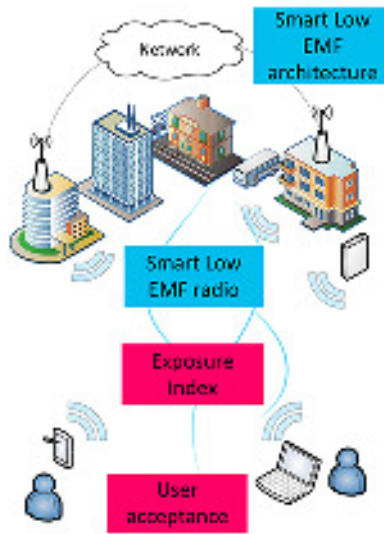 Smart Low
EMF
architecture
Network
Smart Low
EMF radio
Exposure
Index
User
acceptance